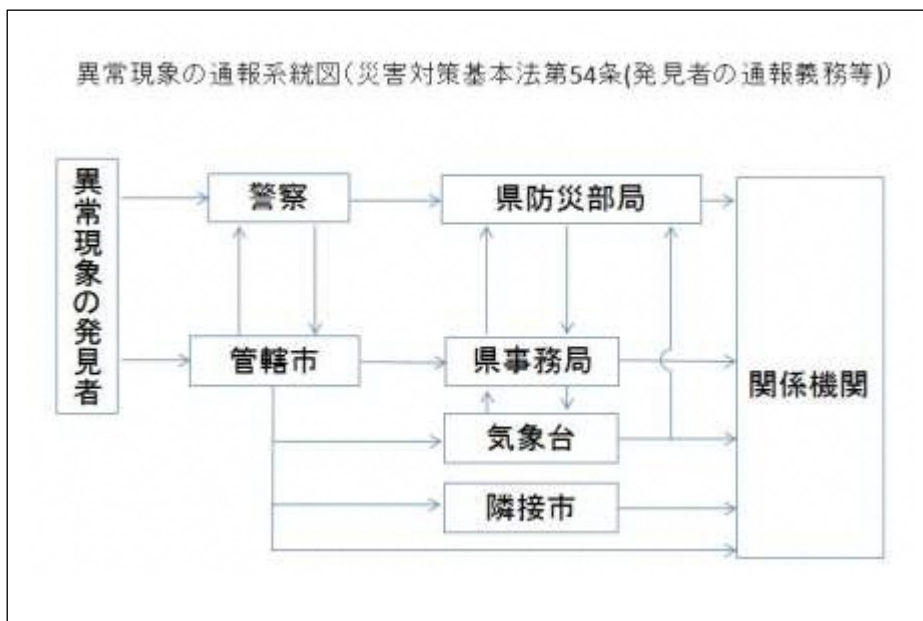 異常現象の通報系統図(災害対策基本法第54条(発見者の通報義務等))
異常現象の発見者
警察
県防災部局
管轄市
県事務局
関係機関
気象台
隣接市